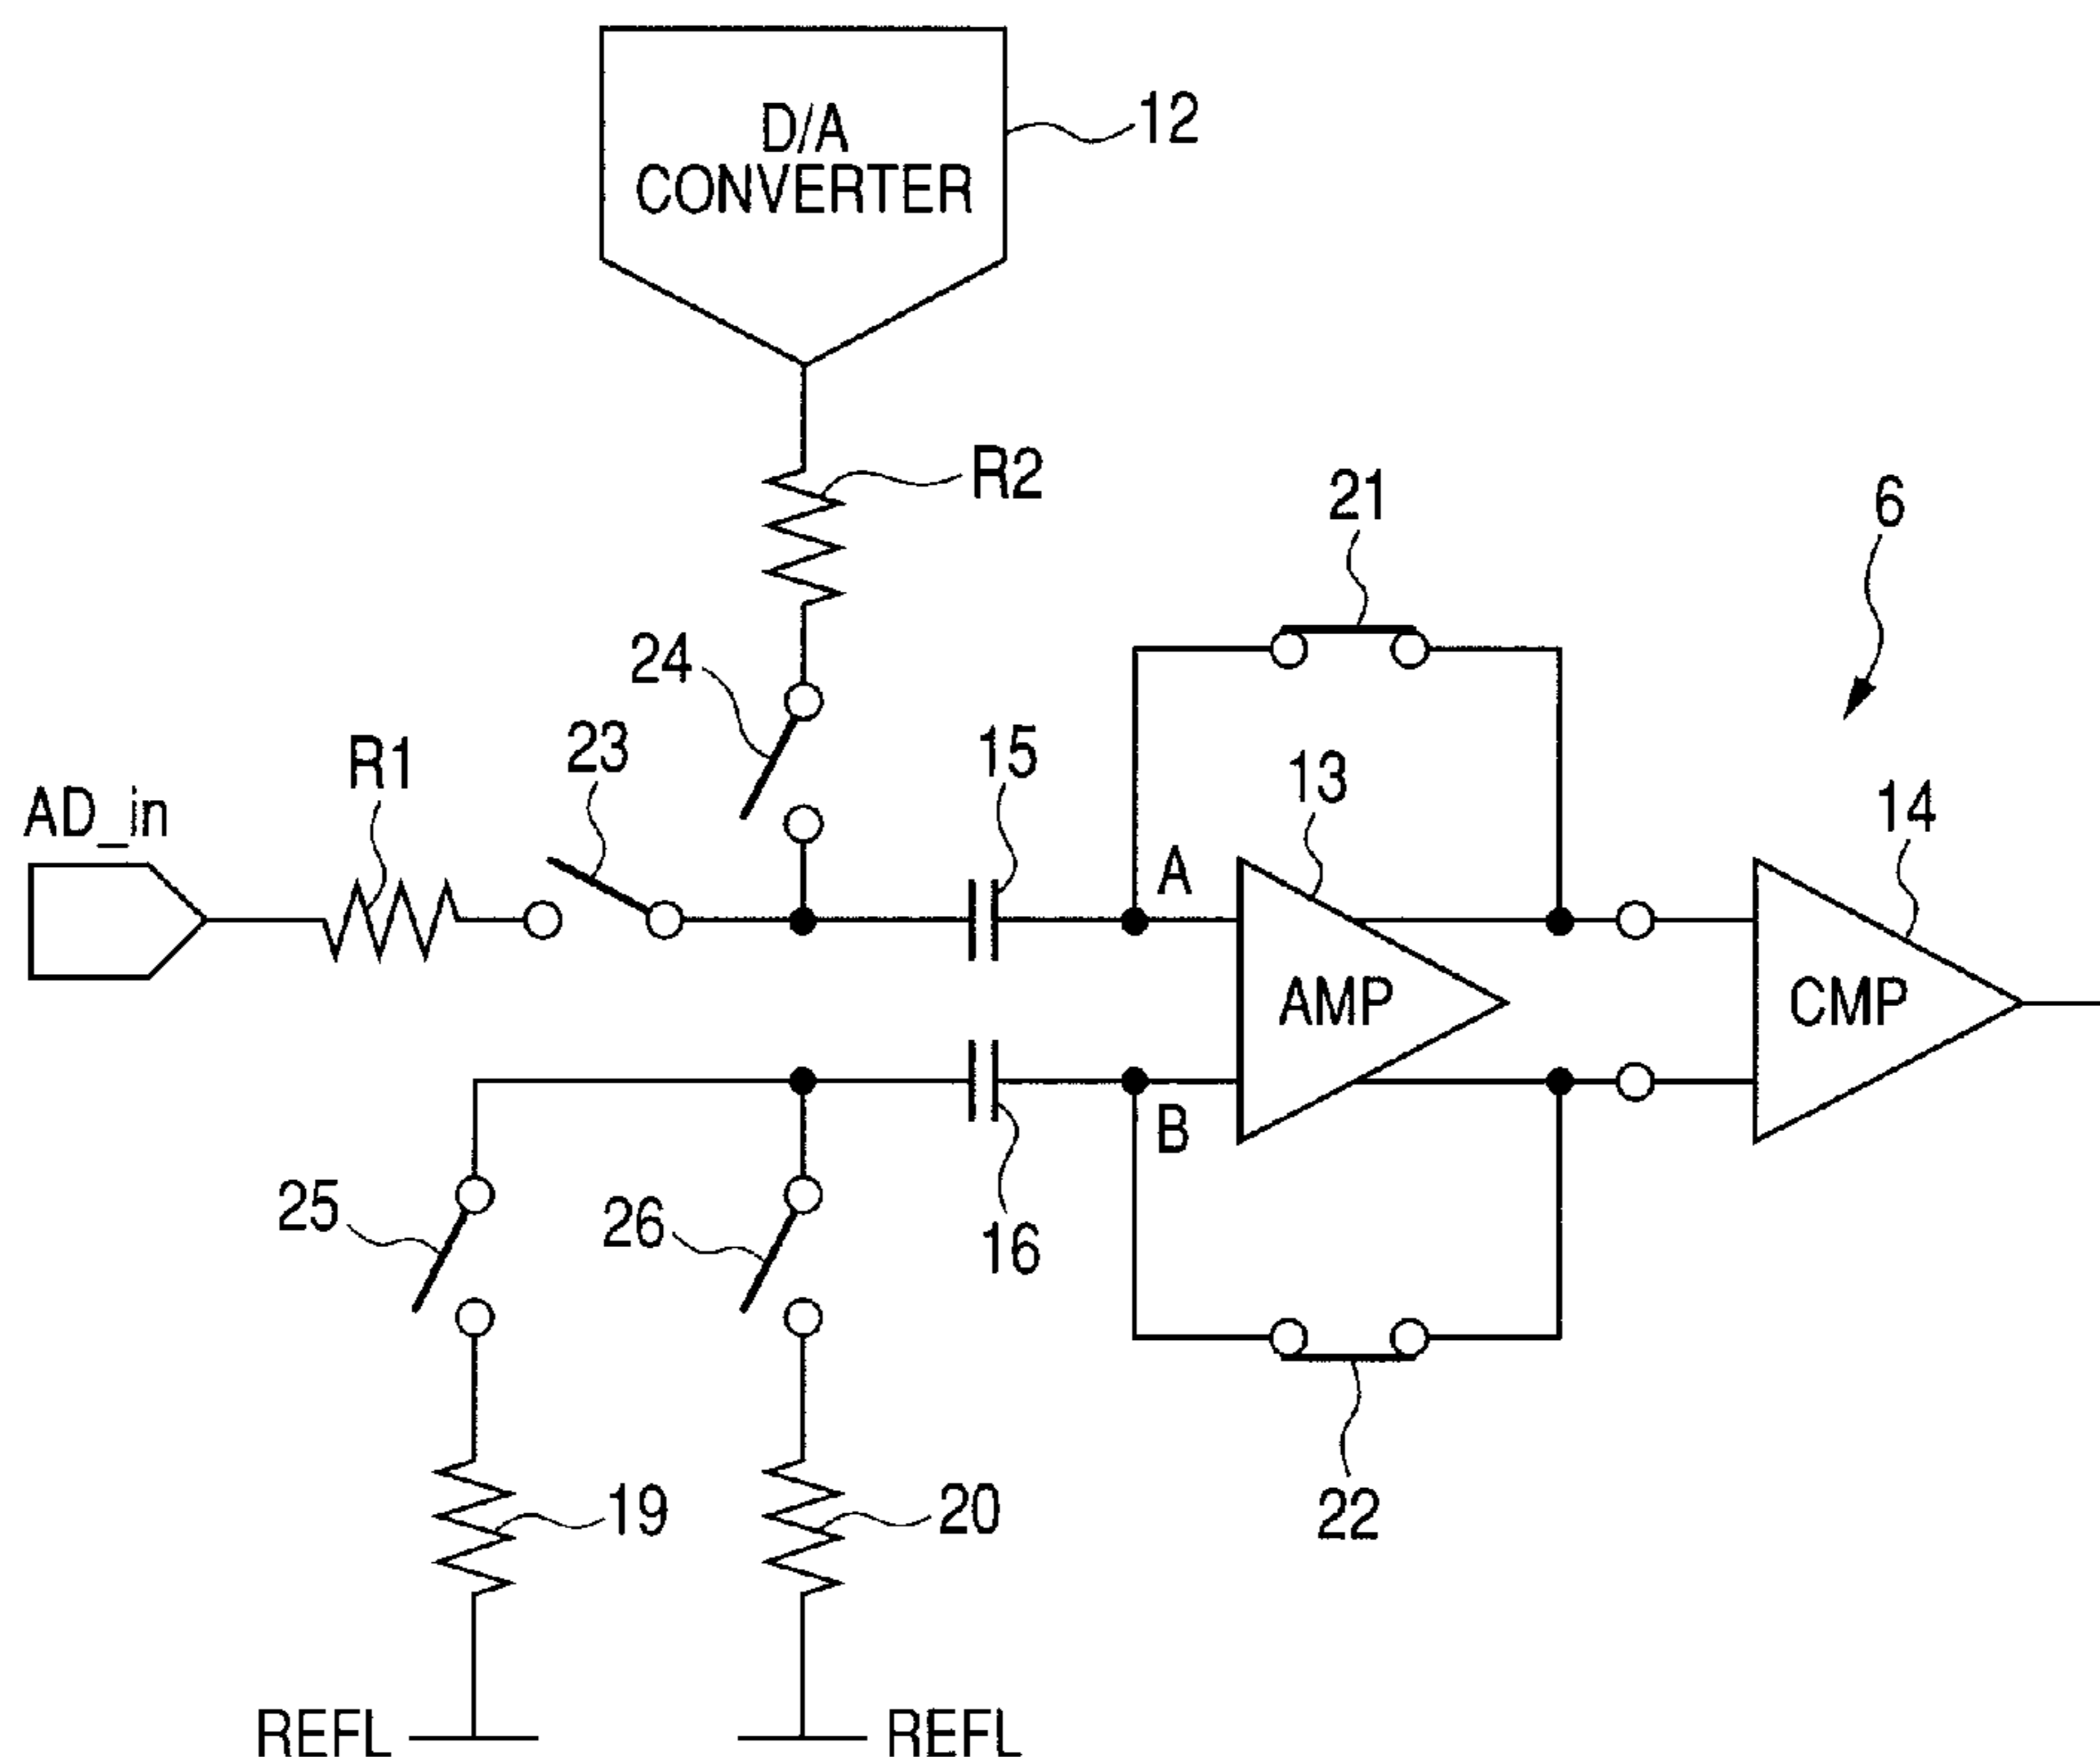 D/A
CONVERTER
12
R2
21
6
24
R1
23
15
13
14
AD_in
A
AMP
CMP
B
25
26
16
19
20
22
REFL
REFL